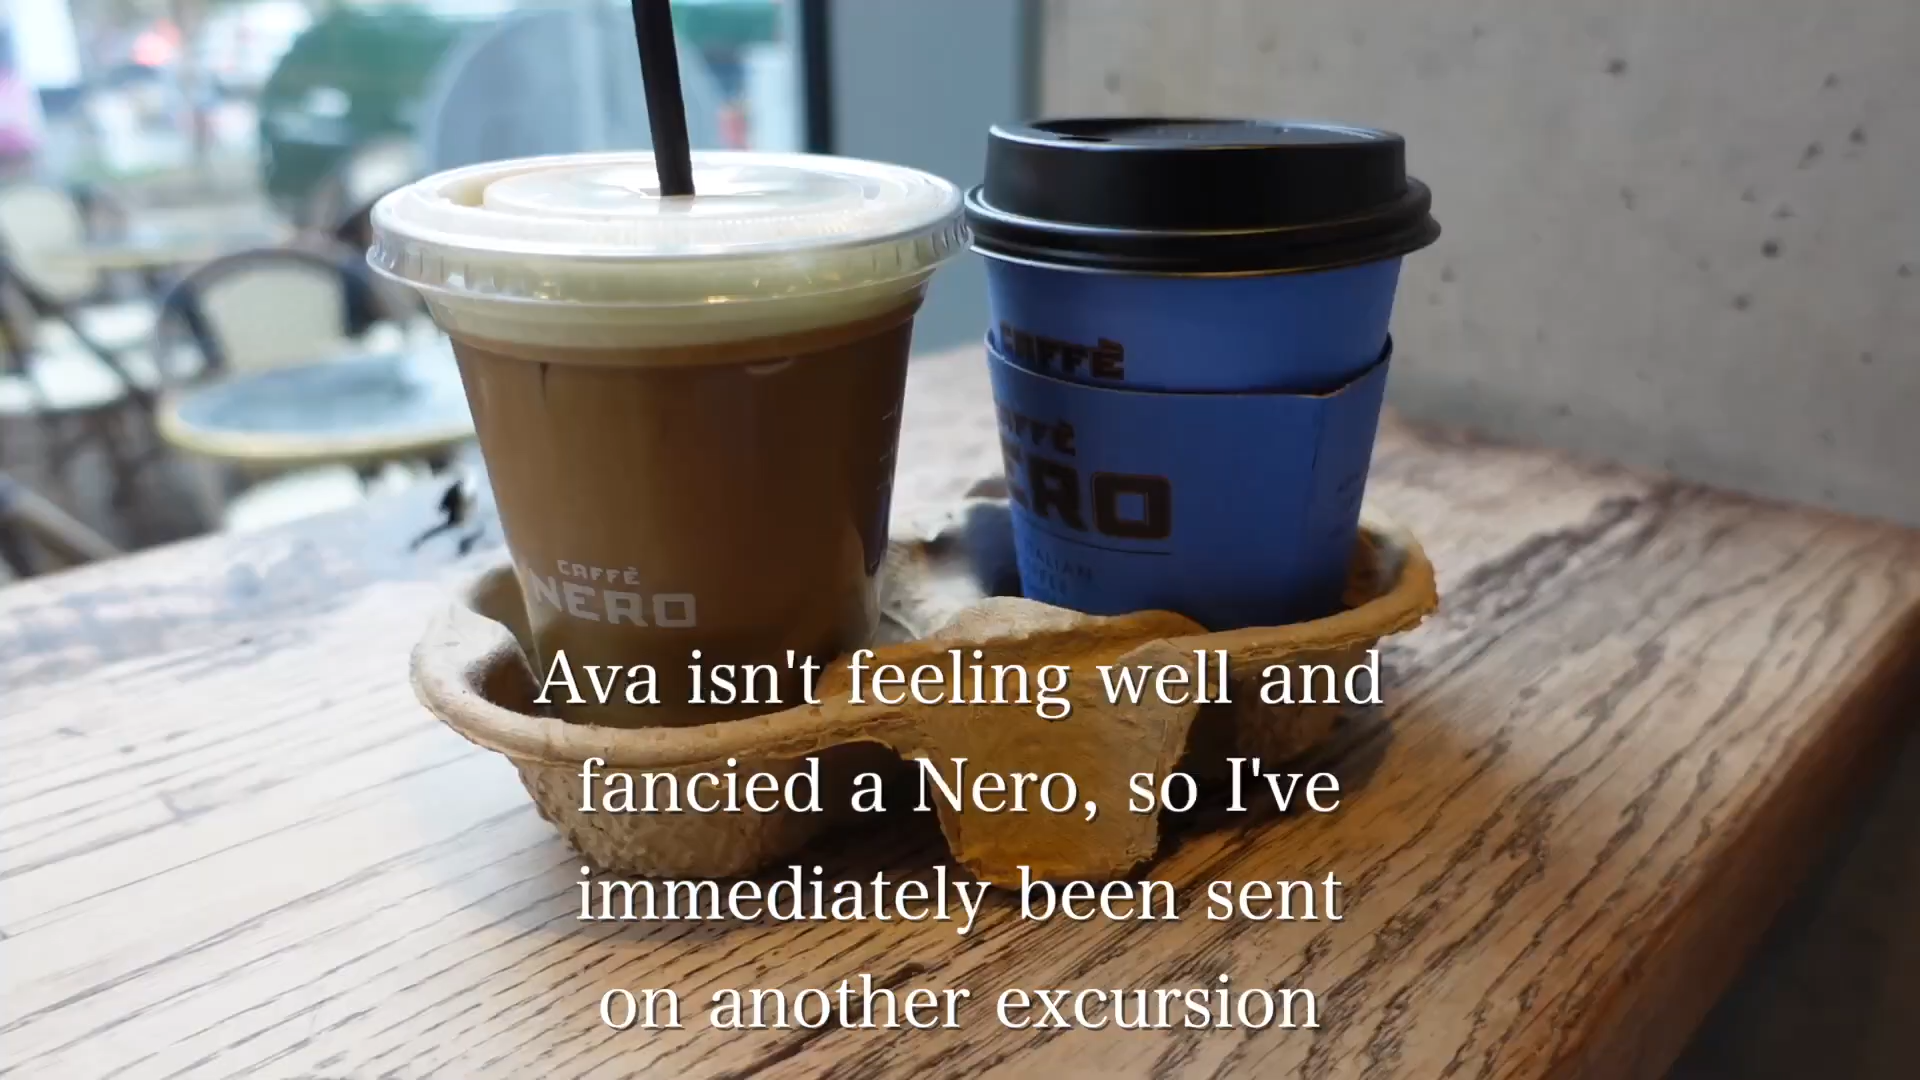 CAFFÈ
CAFFÈ
NERO
CAFFÈ
NERO
Ava isn't feeling well and
fancied a Nero, so I've
immediately been sent
on another excursion